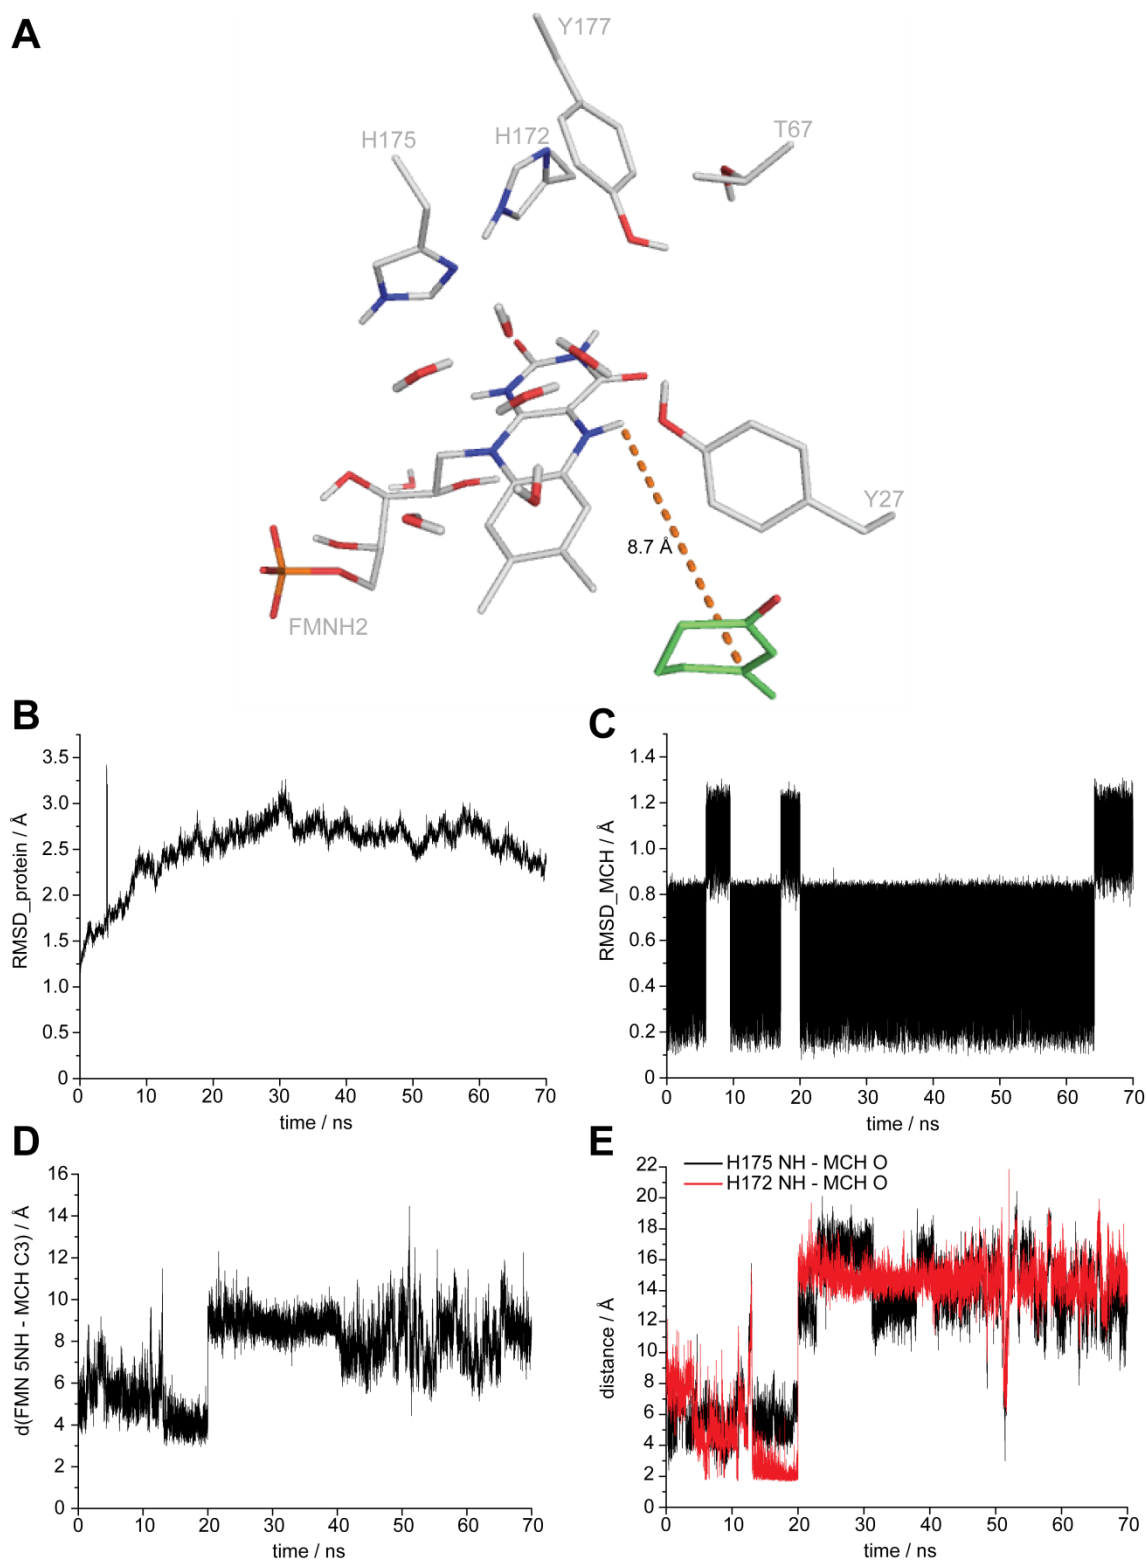 A
Y177
H175
H172
T67
Y27
8.7 Å
FMNH2
B
RMSD_protein / Å
3.5
3.0
2.5
2.0
1.5
1.0
0.5
0
0 10 20 30 40 50 60 70
time / ns
C
RMSD_MCH / Å
1.4
1.2
1.0
0.8
0.6
0.4
0.2
0
0 10 20 30 40 50 60 70
time / ns
D
d(FMN 5NH - MCH C3) / Å
16
14
12
10
8
6
4
2
0
0 10 20 30 40 50 60 70
time / ns
E
H175 NH - MCH O
H172 NH - MCH O
distance / Å
22
20
18
16
14
12
10
8
6
4
2
0
0 10 20 30 40 50 60 70
time / ns